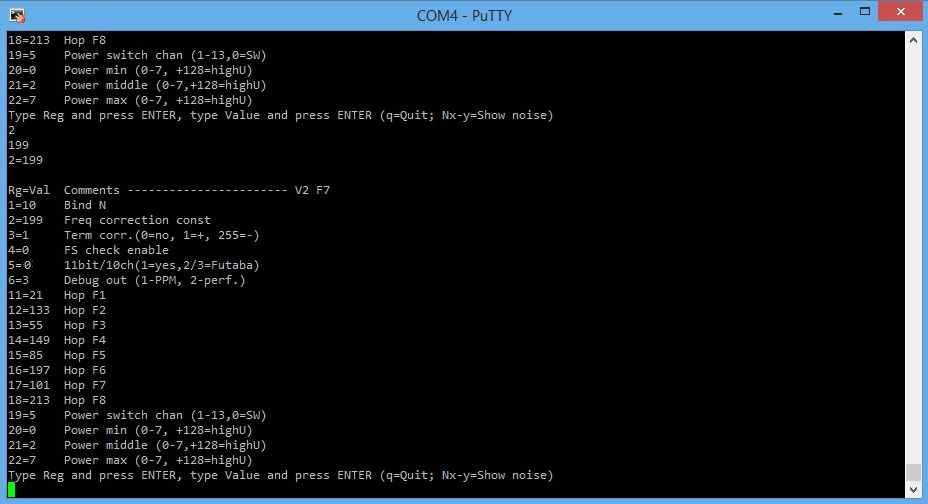 COM4 - PuTTY
18=213  Hop F8
19=5    Power switch chan (1-13,0=SW)
20=0    Power min (0-7, +128=highU)
21=2    Power middle (0-7,+128=highU)
22=7    Power max (0-7, +128=highU)
Type Reg and press ENTER, type Value and press ENTER (q=Quit; Nx-y=Show noise)
2
199
2=199
Rg=Val  Comments ----------------------- V2 F7
1=10    Bind N
2=199   Freq correction const
3=1     Term corr.(0=no, 1=+, 255=-)
4=0     FS check enable
5=0     11bit/10ch(1=yes,2/3=Futaba)
6=3     Debug out (1-PPM, 2-perf.)
11=21   Hop F1
12=133  Hop F2
13=55   Hop F3
14=149  Hop F4
15=85   Hop F5
16=197  Hop F6
17=101  Hop F7
18=213  Hop F8
19=5    Power switch chan (1-13,0=SW)
20=0    Power min (0-7, +128=highU)
21=2    Power middle (0-7,+128=highU)
22=7    Power max (0-7, +128=highU)
Type Reg and press ENTER, type Value and press ENTER (q=Quit; Nx-y=Show noise)